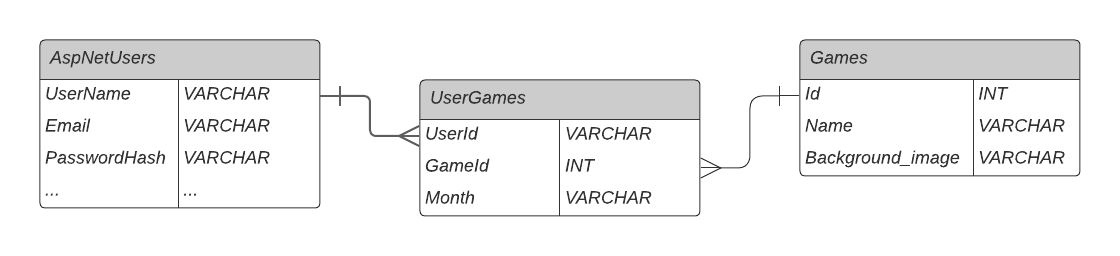 AspNetUsers
UserName VARCHAR
Email VARCHAR
PasswordHash VARCHAR
... ...
UserGames
UserId VARCHAR
GameId INT
Month VARCHAR
Games
Id INT
Name VARCHAR
Background_image VARCHAR